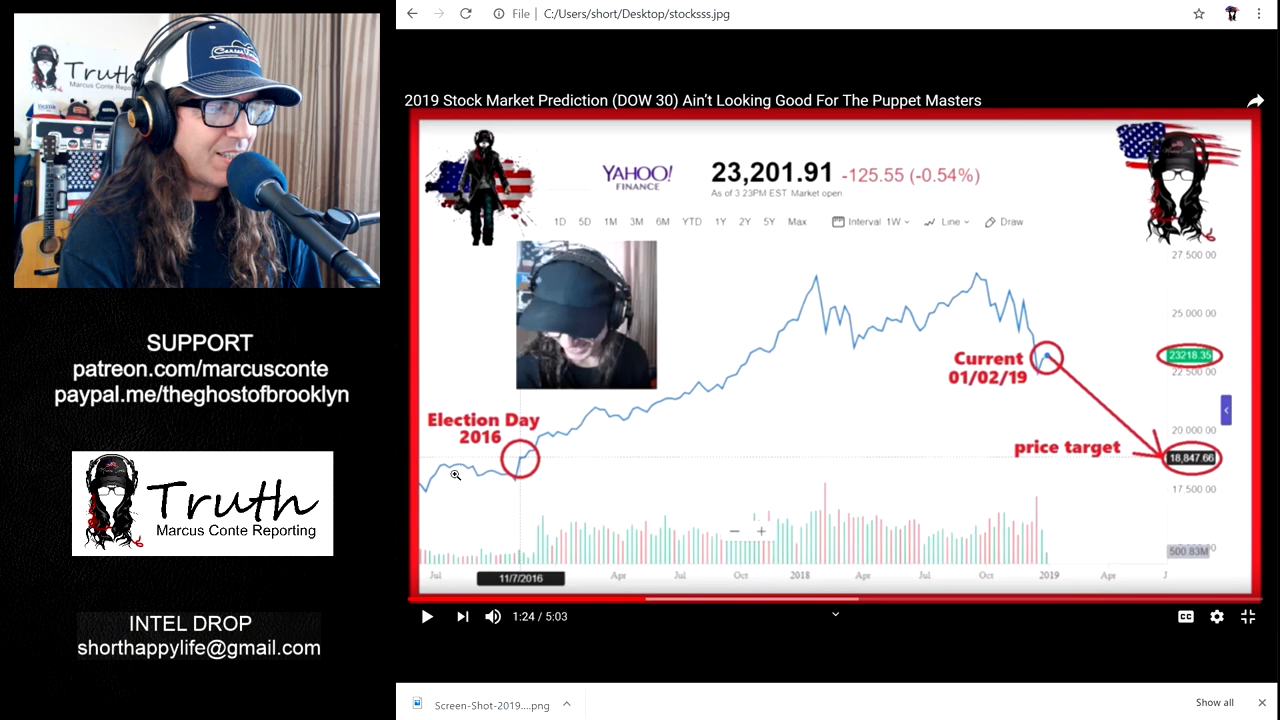 Truth
Marcus Conte Repor
SUPPORT
patreon.com/marcusconte
paypal.me/theghostofbrooklyn
Truth
Marcus Conte Reporting
INTEL DROP
shorthappylife@gmail.com
File | C:/Users/short/Desktop/stocksss.jpg
2019 Stock Market Prediction (DOW 30) Ain't Looking Good For The Puppet Masters
YAHOO!
FINANCE
23,201.91 -125.55 (-0.54%)
As of 3 23PM EST Market open
1D 5D 1M 3M 6M YTD 1Y 2Y 5Y Max Interval 1W Line Draw
27 500 00
25 000 00
23218.35
22 500 00
20 000 00
18,847.66
17 500 00
500.83M
Current
01/02/19
Election Day
2016
price target
Jul 11/7/2016 Apr Jul Oct 2018 Apr Jul Oct 2019 Apr J
1:24 / 5:03
CC
Screen-Shot-2019....png
Show all